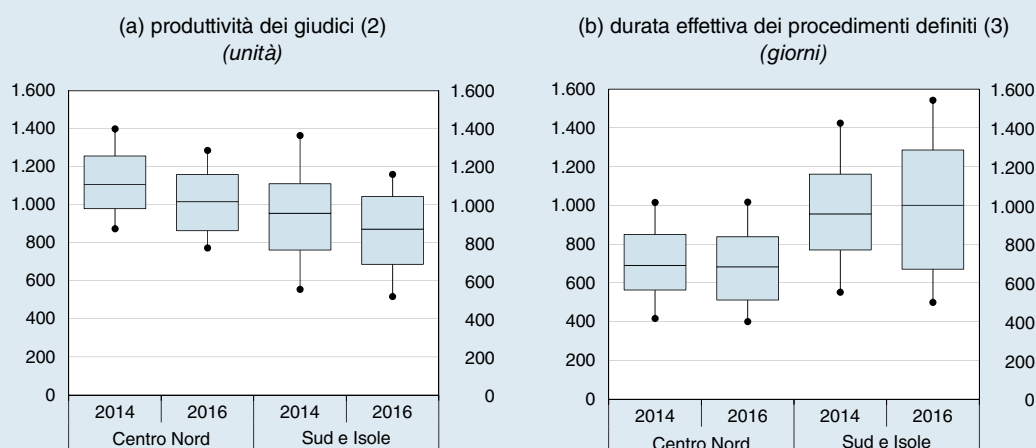 (a) produttività dei giudici (2)
(unità)
1.600 1.600
1.400 1.400
1.200 1.200
1.000 1.000
800 800
600 600
400 400
200 200
0 0
2014 2016 2014 2016
Centro Nord Sud e Isole
(b) durata effettiva dei procedimenti definiti (3)
(giorni)
1.600 1.600
1.400 1.400
1.200 1.200
1.000 1.000
800 800
600 600
400 400
200 200
0 0
2014 2016 2014 2016
Centro Nord Sud e Isole